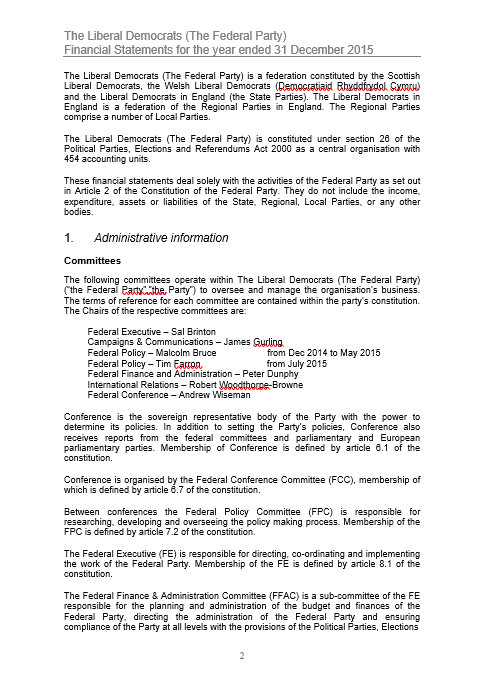 The Liberal Democrats (The Federal Party)
Financial Statements for the year ended 31 December 2015
The Liberal Democrats (The Federal Party) is a federation constituted by the Scottish
Liberal Democrats, the Welsh Liberal Democrats (Democratiaid Rhyddfrydol Cymru)
and the Liberal Democrats in England (the State Parties). The Liberal Democrats in
England is a federation of the Regional Parties in England. The Regional Parties
comprise a number of Local Parties.
The Liberal Democrats (The Federal Party) is constituted under section 26 of the
Political Parties, Elections and Referendums Act 2000 as a central organisation with
454 accounting units.
These financial statements deal solely with the activities of the Federal Party as set out
in Article 2 of the Constitution of the Federal Party. They do not include the income,
expenditure, assets or liabilities of the State, Regional, Local Parties, or any other
bodies.
1. Administrative information
Committees
The following committees operate within The Liberal Democrats (The Federal Party)
("the Federal Party","the Party") to oversee and manage the organisation's business.
The terms of reference for each committee are contained within the party's constitution.
The Chairs of the respective committees are:
Federal Executive – Sal Brinton
Campaigns & Communications – James Gurling
Federal Policy – Malcolm Bruce from Dec 2014 to May 2015
Federal Policy – Tim Farron from July 2015
Federal Finance and Administration – Peter Dunphy
International Relations – Robert Woodthorpe-Browne
Federal Conference – Andrew Wiseman
Conference is the sovereign representative body of the Party with the power to
determine its policies. In addition to setting the Party's policies, Conference also
receives reports from the federal committees and parliamentary and European
parliamentary parties. Membership of Conference is defined by article 6.1 of the
constitution.
Conference is organised by the Federal Conference Committee (FCC), membership of
which is defined by article 6.7 of the constitution.
Between conferences the Federal Policy Committee (FPC) is responsible for
researching, developing and overseeing the policy making process. Membership of the
FPC is defined by article 7.2 of the constitution.
The Federal Executive (FE) is responsible for directing, co-ordinating and implementing
the work of the Federal Party. Membership of the FE is defined by article 8.1 of the
constitution.
The Federal Finance & Administration Committee (FFAC) is a sub-committee of the FE
responsible for the planning and administration of the budget and finances of the
Federal Party, directing the administration of the Federal Party and ensuring
compliance of the Party at all levels with the provisions of the Political Parties, Elections
2